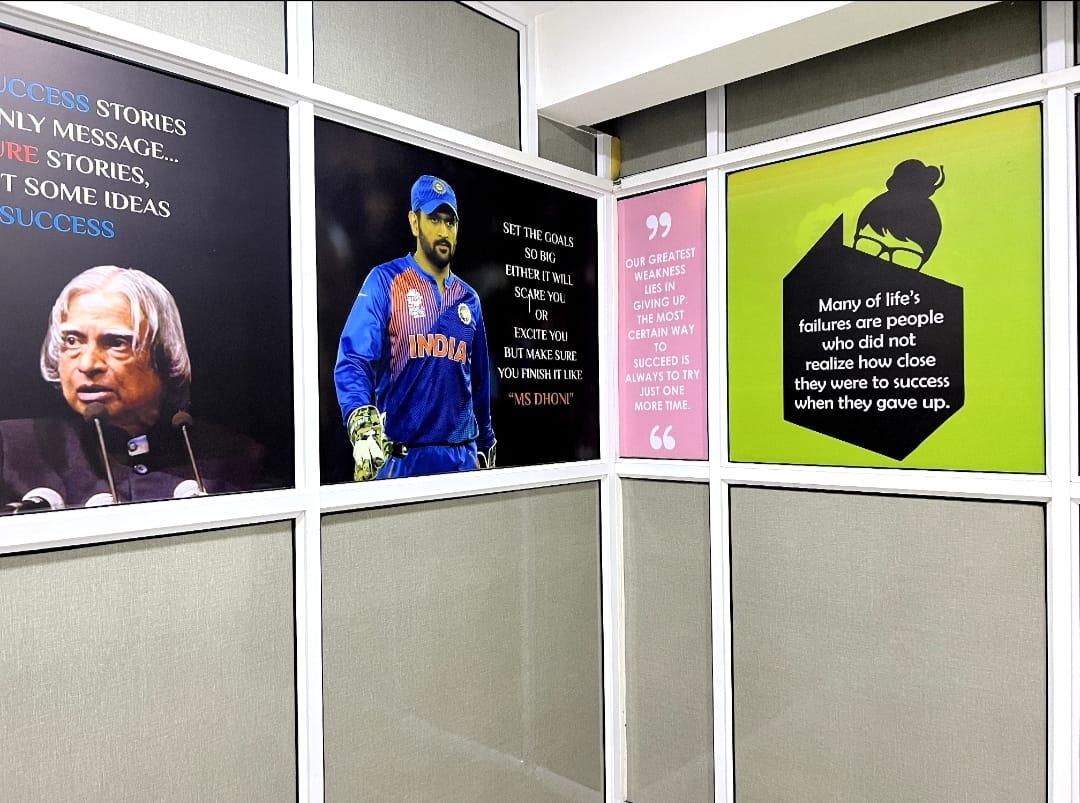 UCCESS STORIES
NLY MESSAGE...
URE STORIES,
T SOME IDEAS
SUCCESS
INDIA
SET THE GOALS
SO BIG
EITHER IT WILL
SCARE YOU
OR
EXCITE YOU
BUT MAKE SURE
YOU FINISH IT LIKE
"MS DHONI"
OUR GREATEST
WEAKNESS
LIES IN
GIVING UP.
THE MOST
CERTAIN WAY
TO
SUCCEED IS
ALWAYS TO TRY
JUST ONE
MORE TIME.
Many of life's
failures are people
who did not
realize how close
they were to success
when they gave up.